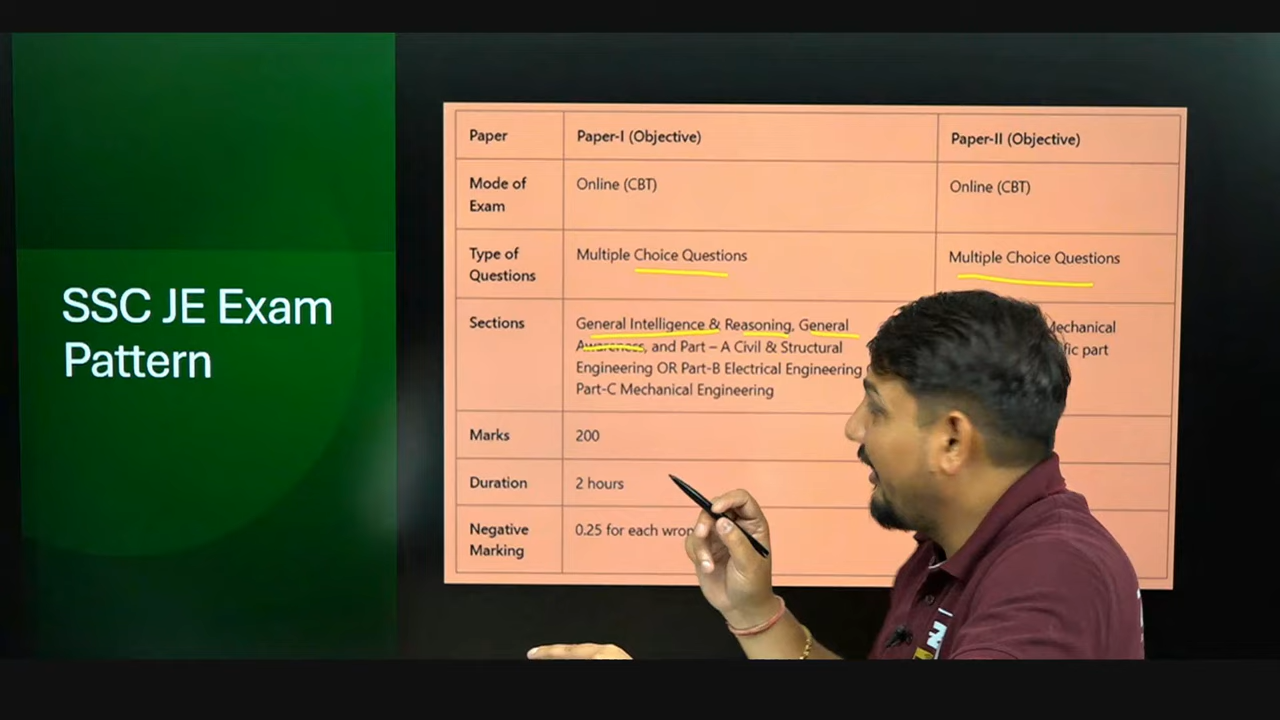 SSC JE Exam
Pattern
Paper
Paper-I (Objective)
Paper-II (Objective)
Mode of
Exam
Online (CBT)
Online (CBT)
Type of
Questions
Multiple Choice Questions
Multiple Choice Questions
Sections
General Intelligence & Reasoning, General
Awareness, and Part – A Civil & Structural
Engineering OR Part-B Electrical Engineering
Part-C Mechanical Engineering
Mechanical
part
Marks
200
Duration
2 hours
Negative
Marking
0.25 for each